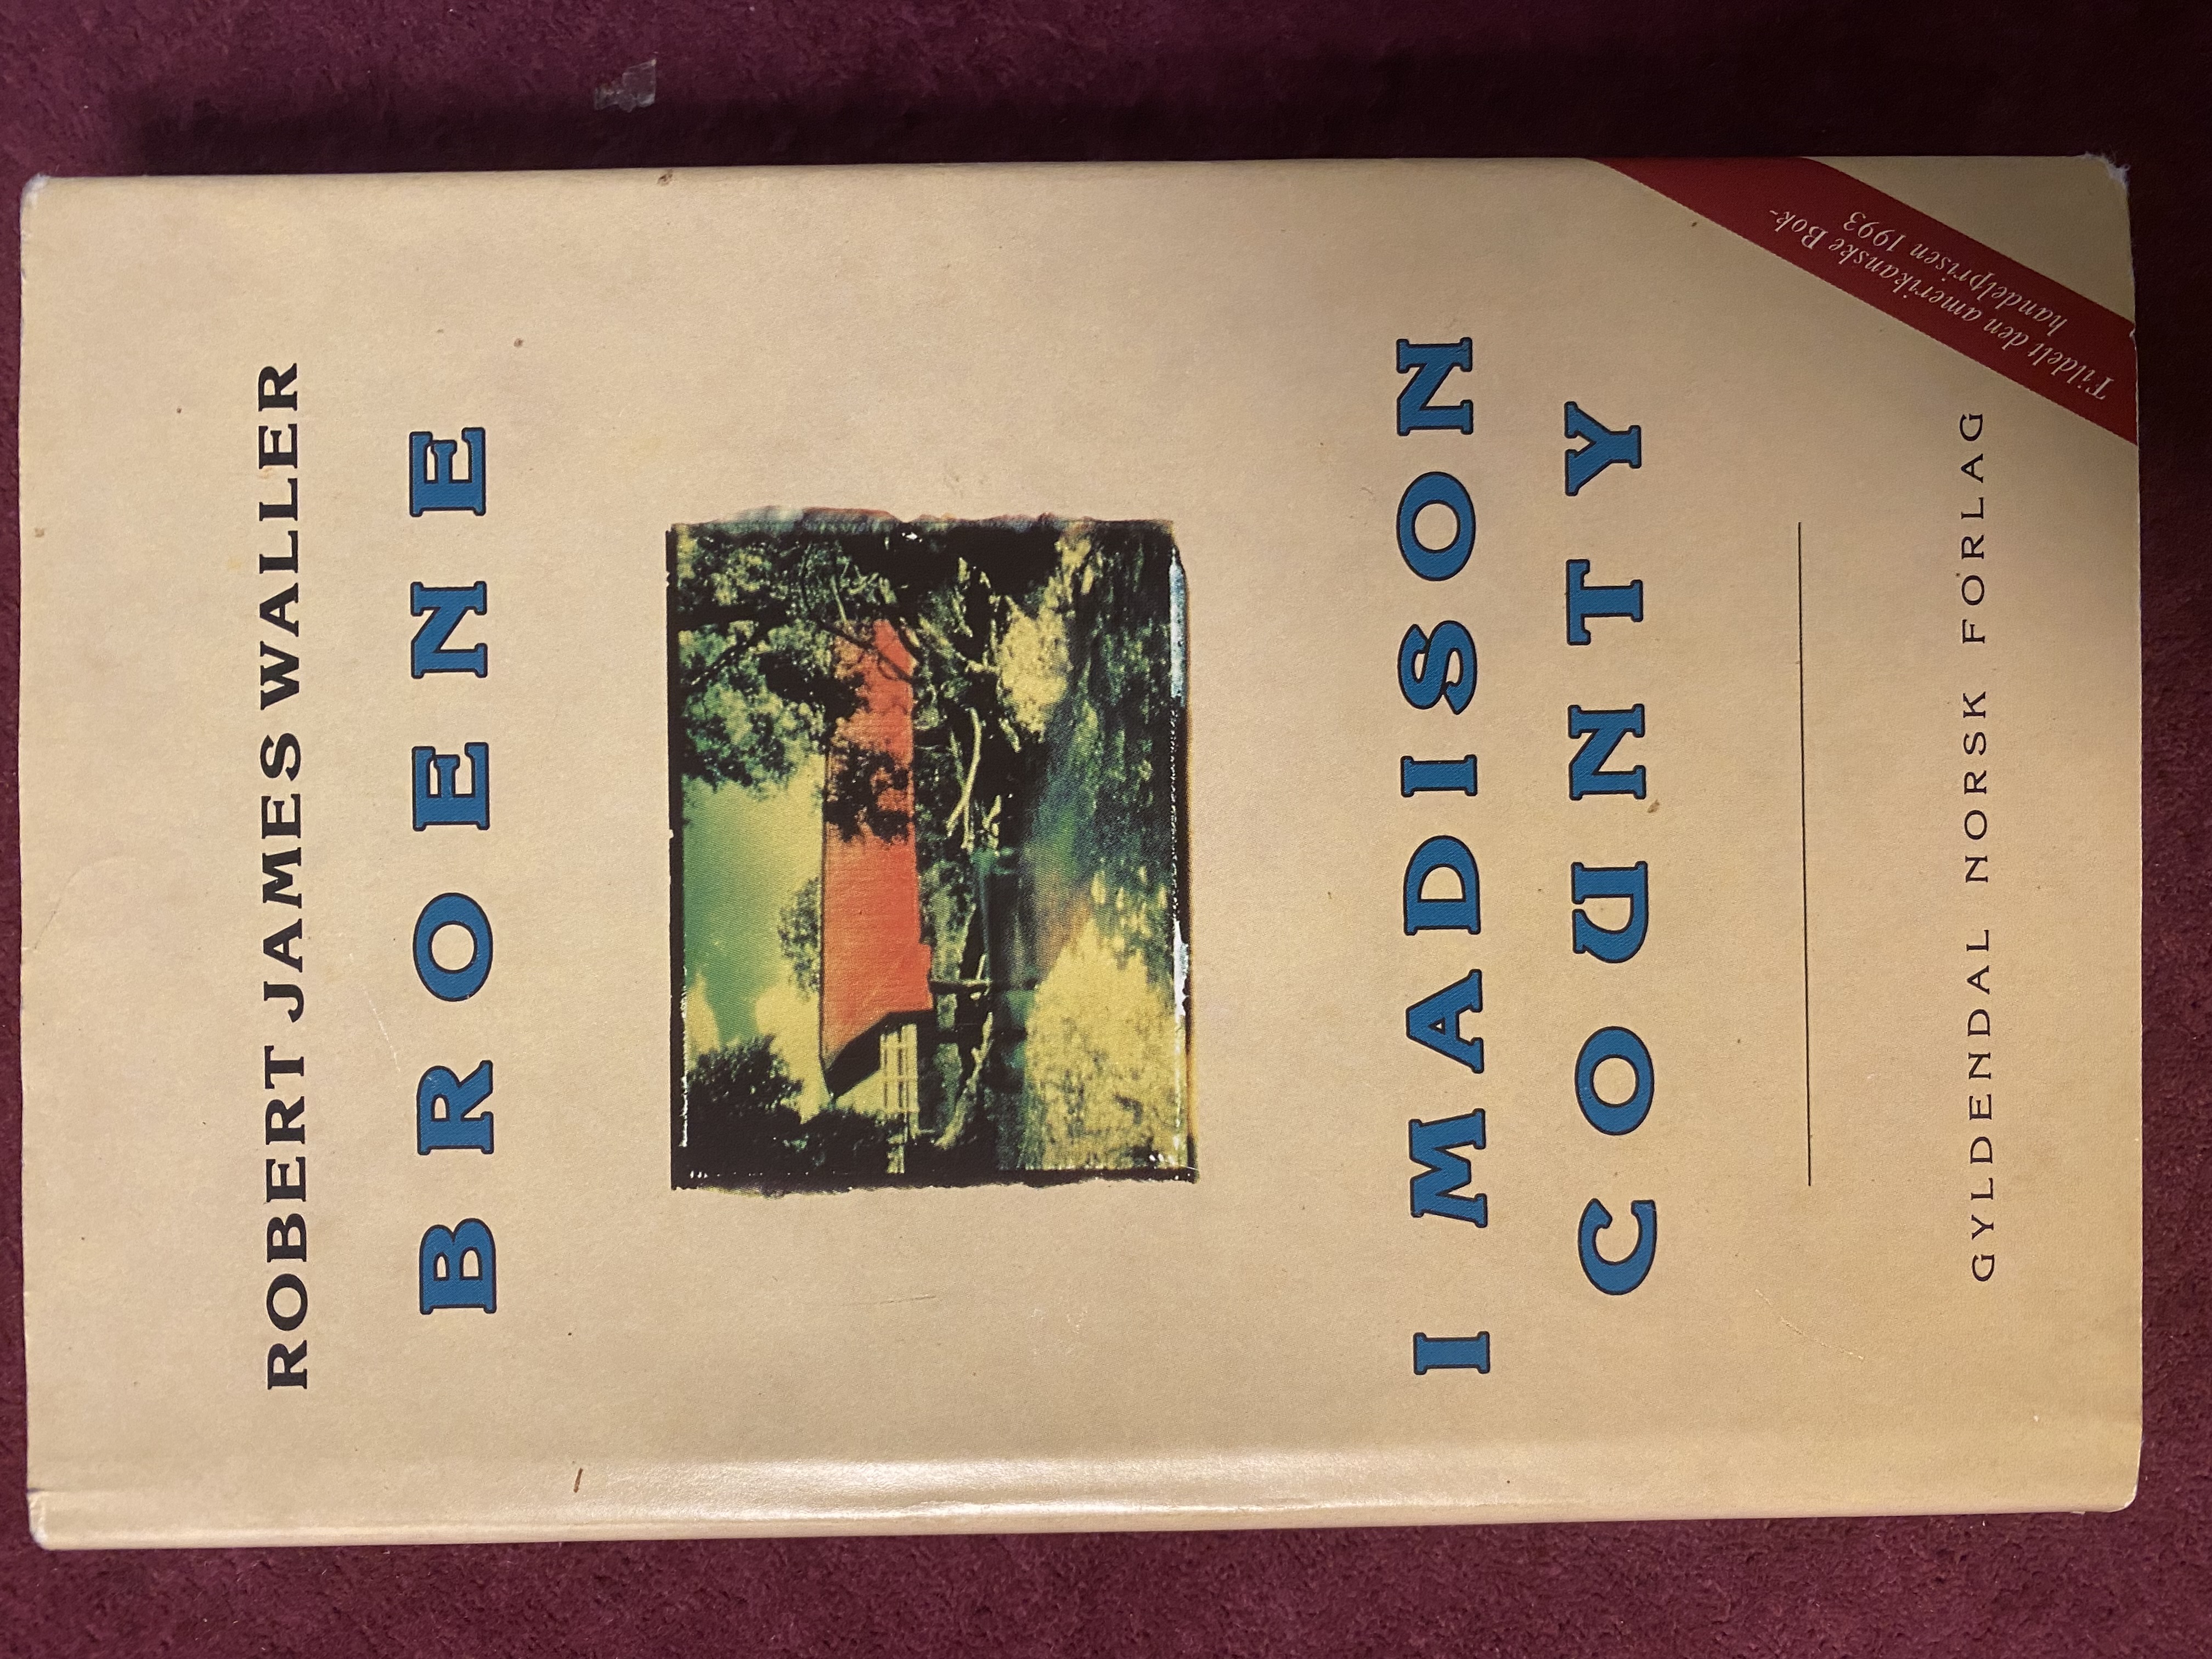 ROBERT JAMES WALLER
BROENE
I MADISON
COUNTY
GYLDENDAL NORSK FORLAG
Tildelt den amerikanske Bok-
handelprisen 1993